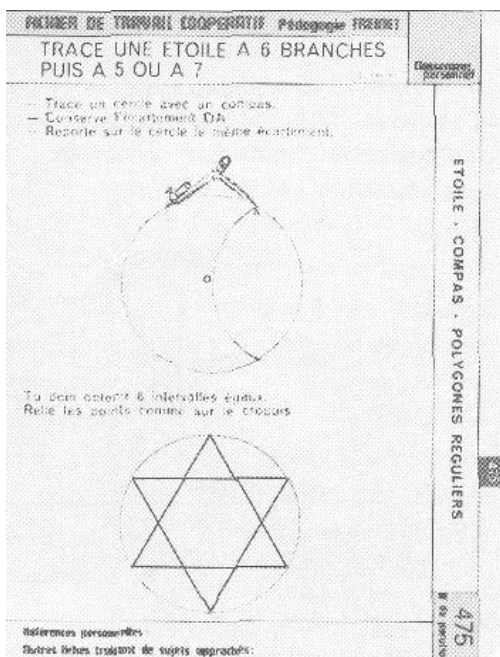 FICHIER DE TRAVAIL COOPERATIF Pédagogie FREINET
TRACE UNE ETOILE A 6 BRANCHES
PUIS A 5 OU A 7
Classement
personnel
— Trace un cercle avec un compas.
— Conserve l'écartement OA
— Reporte sur le cercle le même écartement.
A
O
Tu dois obtenir 6 intervalles égaux.
Relie les points comme sur le croquis
ETOILE . COMPAS . POLYGONES REGULIERS
475
Références personnelles
Autres fiches traitant de sujets approchés: